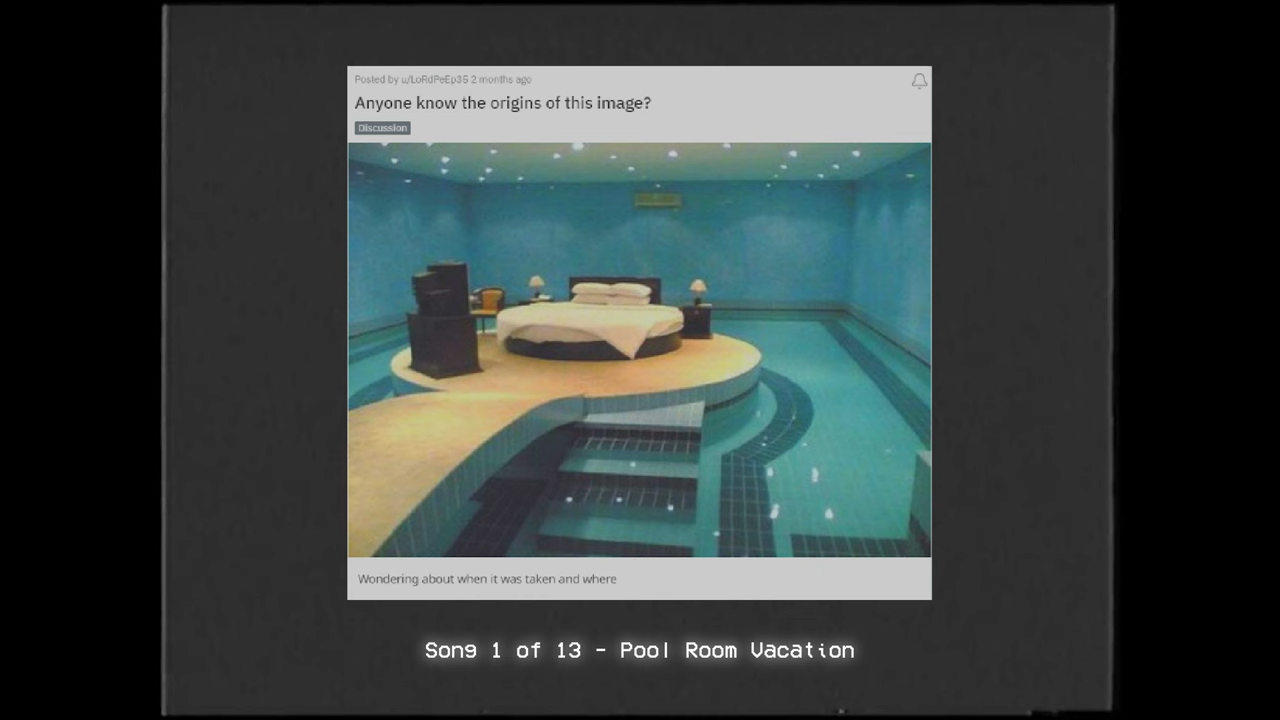 Posted by u/LoRdPeEp35 2 months ago
Anyone know the origins of this image?
Discussion
Wondering about when it was taken and where
Song 1 of 13 - Pool Room Vacation